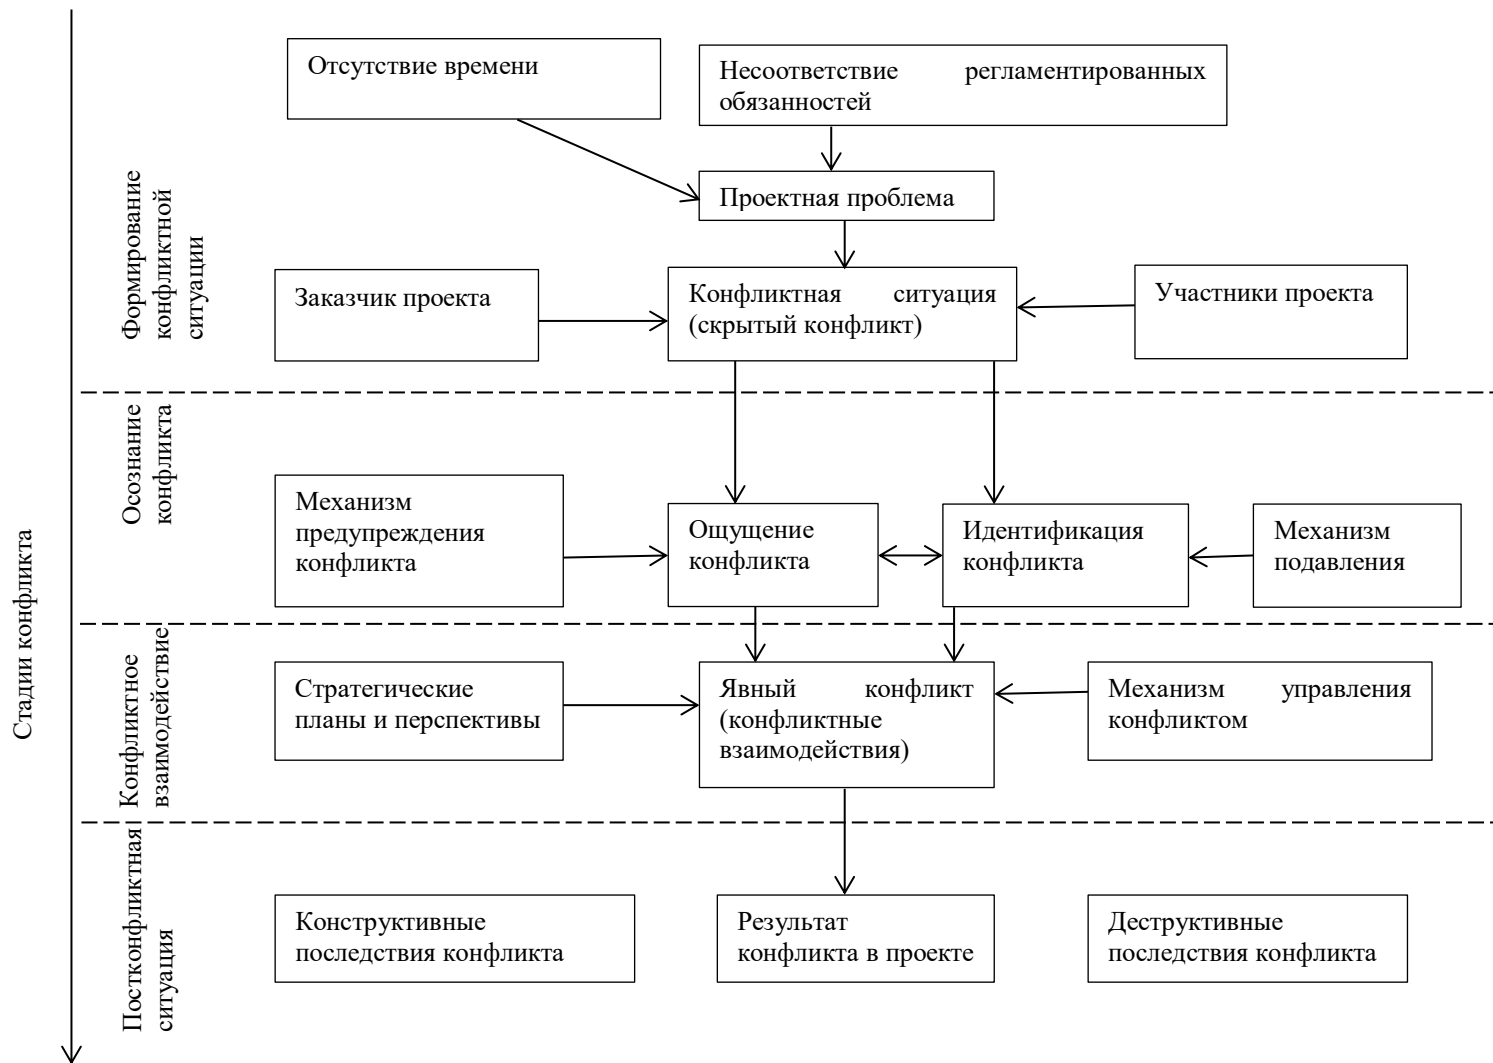 Стадии конфликта
Формирование
конфликтной
ситуации
Отсутствие времени
Несоответствие регламентированных
обязанностей
Проектная проблема
Заказчик проекта
Конфликтная ситуация
(скрытый конфликт)
Участники проекта
Осознание
конфликта
Механизм
предупреждения
конфликта
Ощущение
конфликта
Идентификация
конфликта
Механизм
подавления
Конфликтное
взаимодействие
Стратегические
планы и перспективы
Явный конфликт
(конфликтные
взаимодействия)
Механизм управления
конфликтом
Постконфликтная
ситуация
Конструктивные
последствия конфликта
Результат
конфликта в проекте
Деструктивные
последствия конфликта